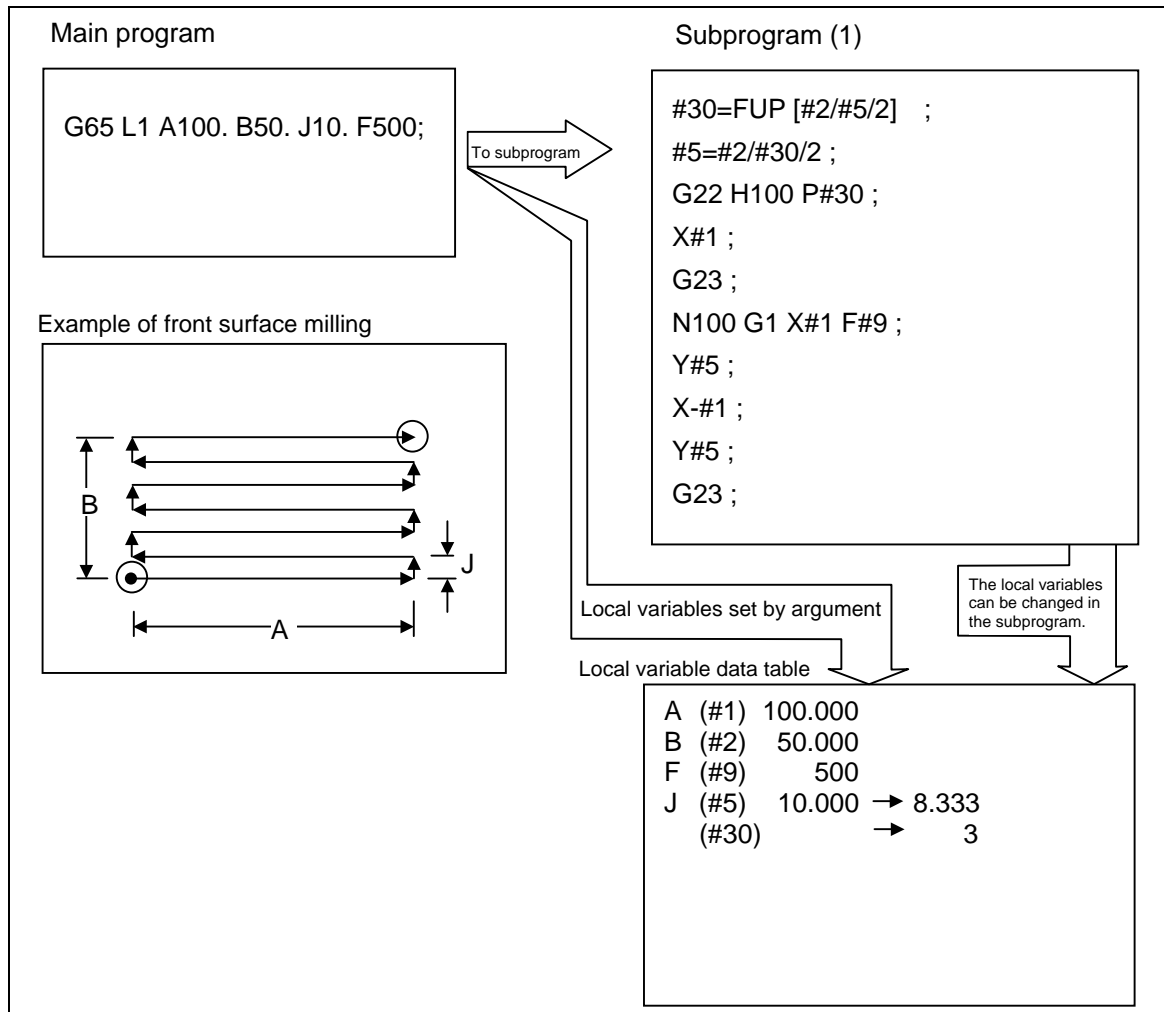 Main program
G65 L1 A100. B50. J10. F500;
To subprogram
Subprogram (1)
#30=FUP [#2/#5/2] ;
#5=#2/#30/2 ;
G22 H100 P#30 ;
X#1 ;
G23 ;
N100 G1 X#1 F#9 ;
Y#5 ;
X-#1 ;
Y#5 ;
G23 ;
Example of front surface milling
B
J
A
Local variables set by argument
The local variables
can be changed in
the subprogram.
Local variable data table
A (#1) 100.000
B (#2) 50.000
F (#9) 500
J (#5) 10.000 → 8.333
(#30) → 3